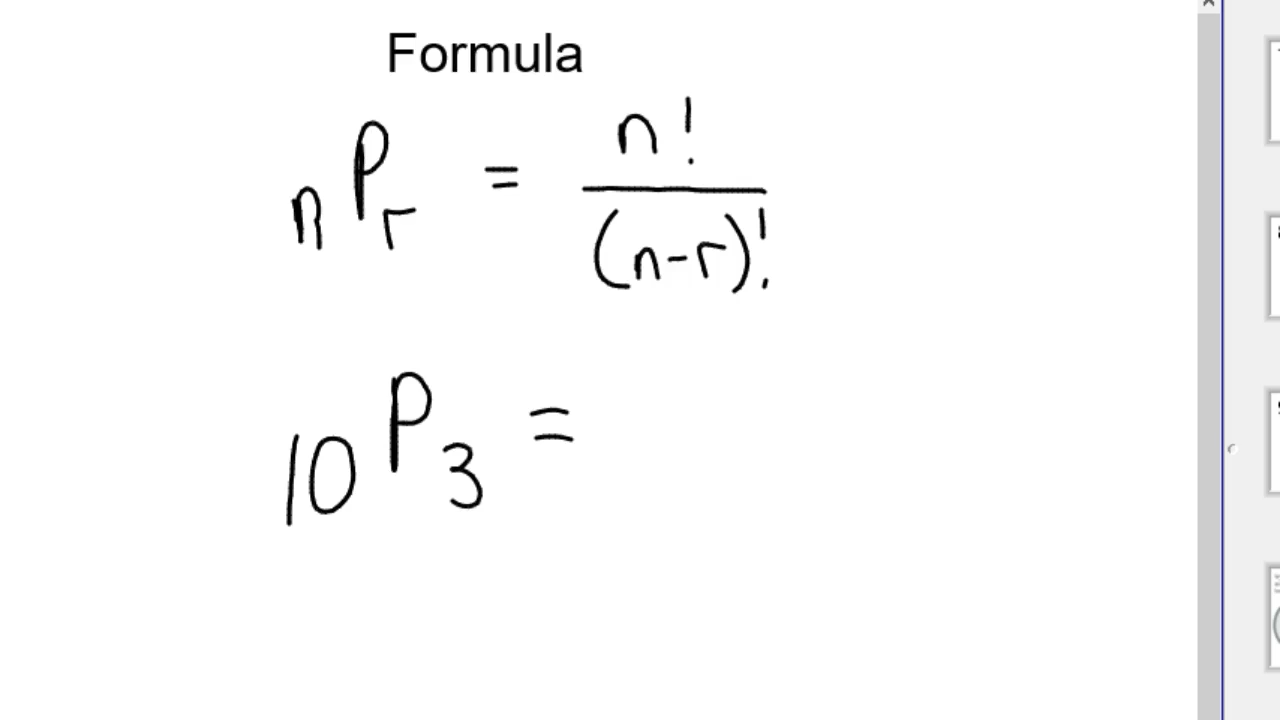 Formula
nPr = n!
(n-r)!
10P3 =